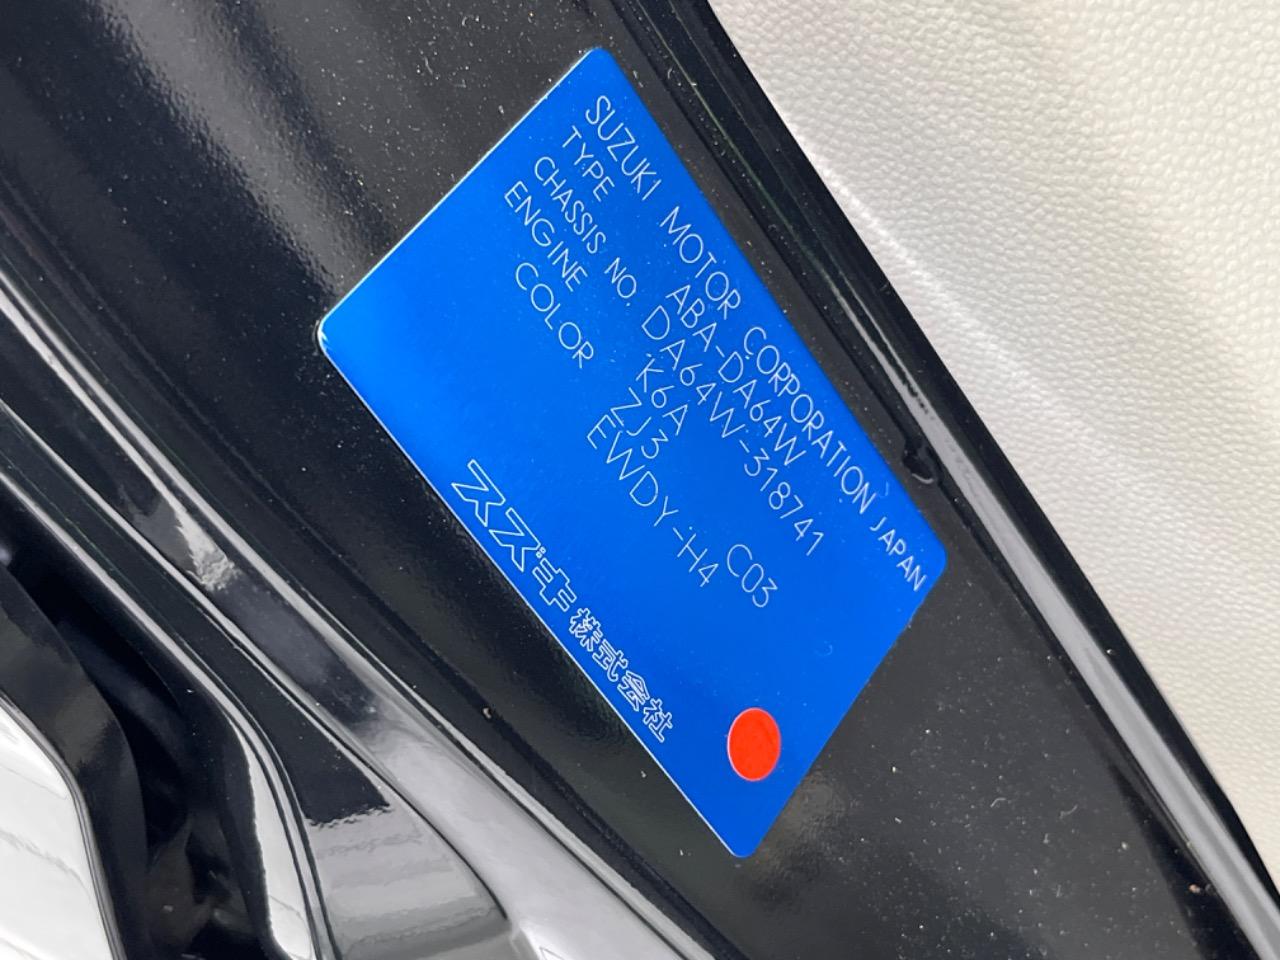 SUZUKI MOTOR CORPORATION JAPAN
TYPE ABA-DA64W
CHASSIS NO. DA64W-318741
ENGINE K6A
COLOR ZJ3 C03
EWDY-H4
スズキ株式会社